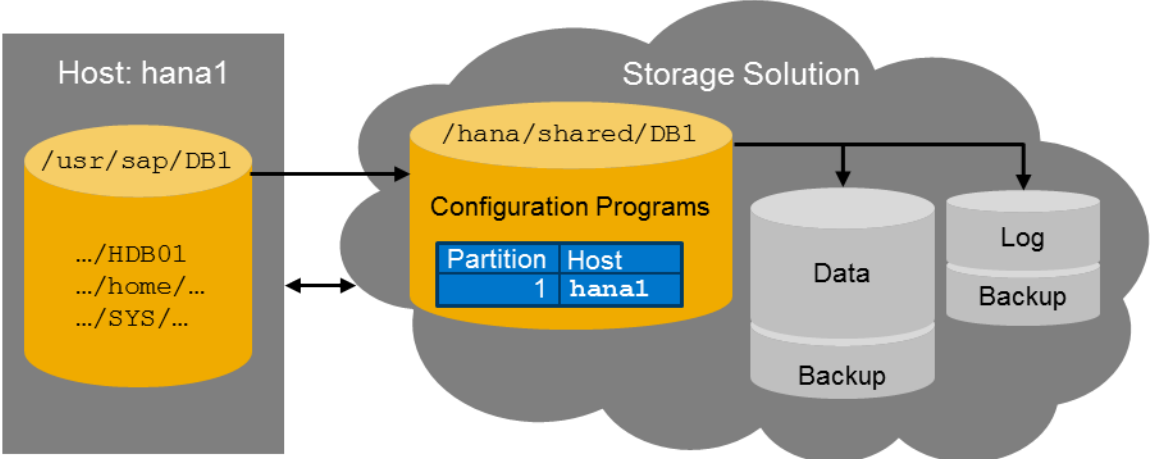 Host: hana1
/usr/sap/DB1
…/HDB01
…/home/…
…/SYS/…
Storage Solution
/hana/shared/DB1
Configuration Programs
Partition Host
1 hana1
Data
Backup
Log
Backup